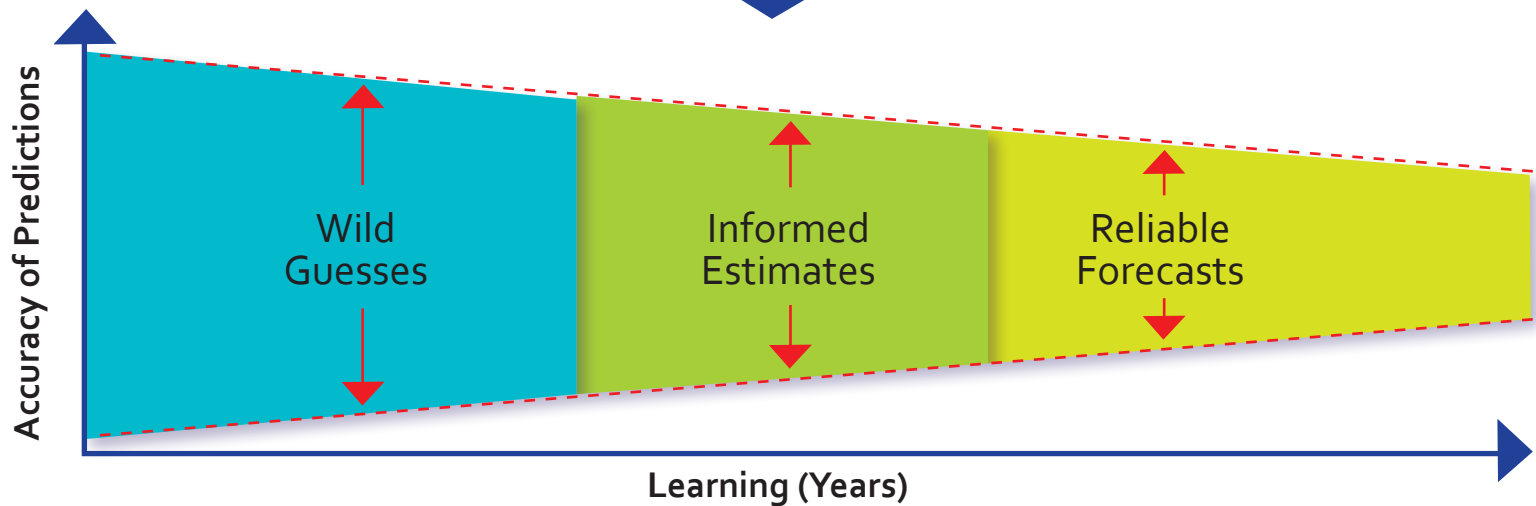 Accuracy of Predictions
Wild
Guesses
Informed
Estimates
Reliable
Forecasts
Learning (Years)